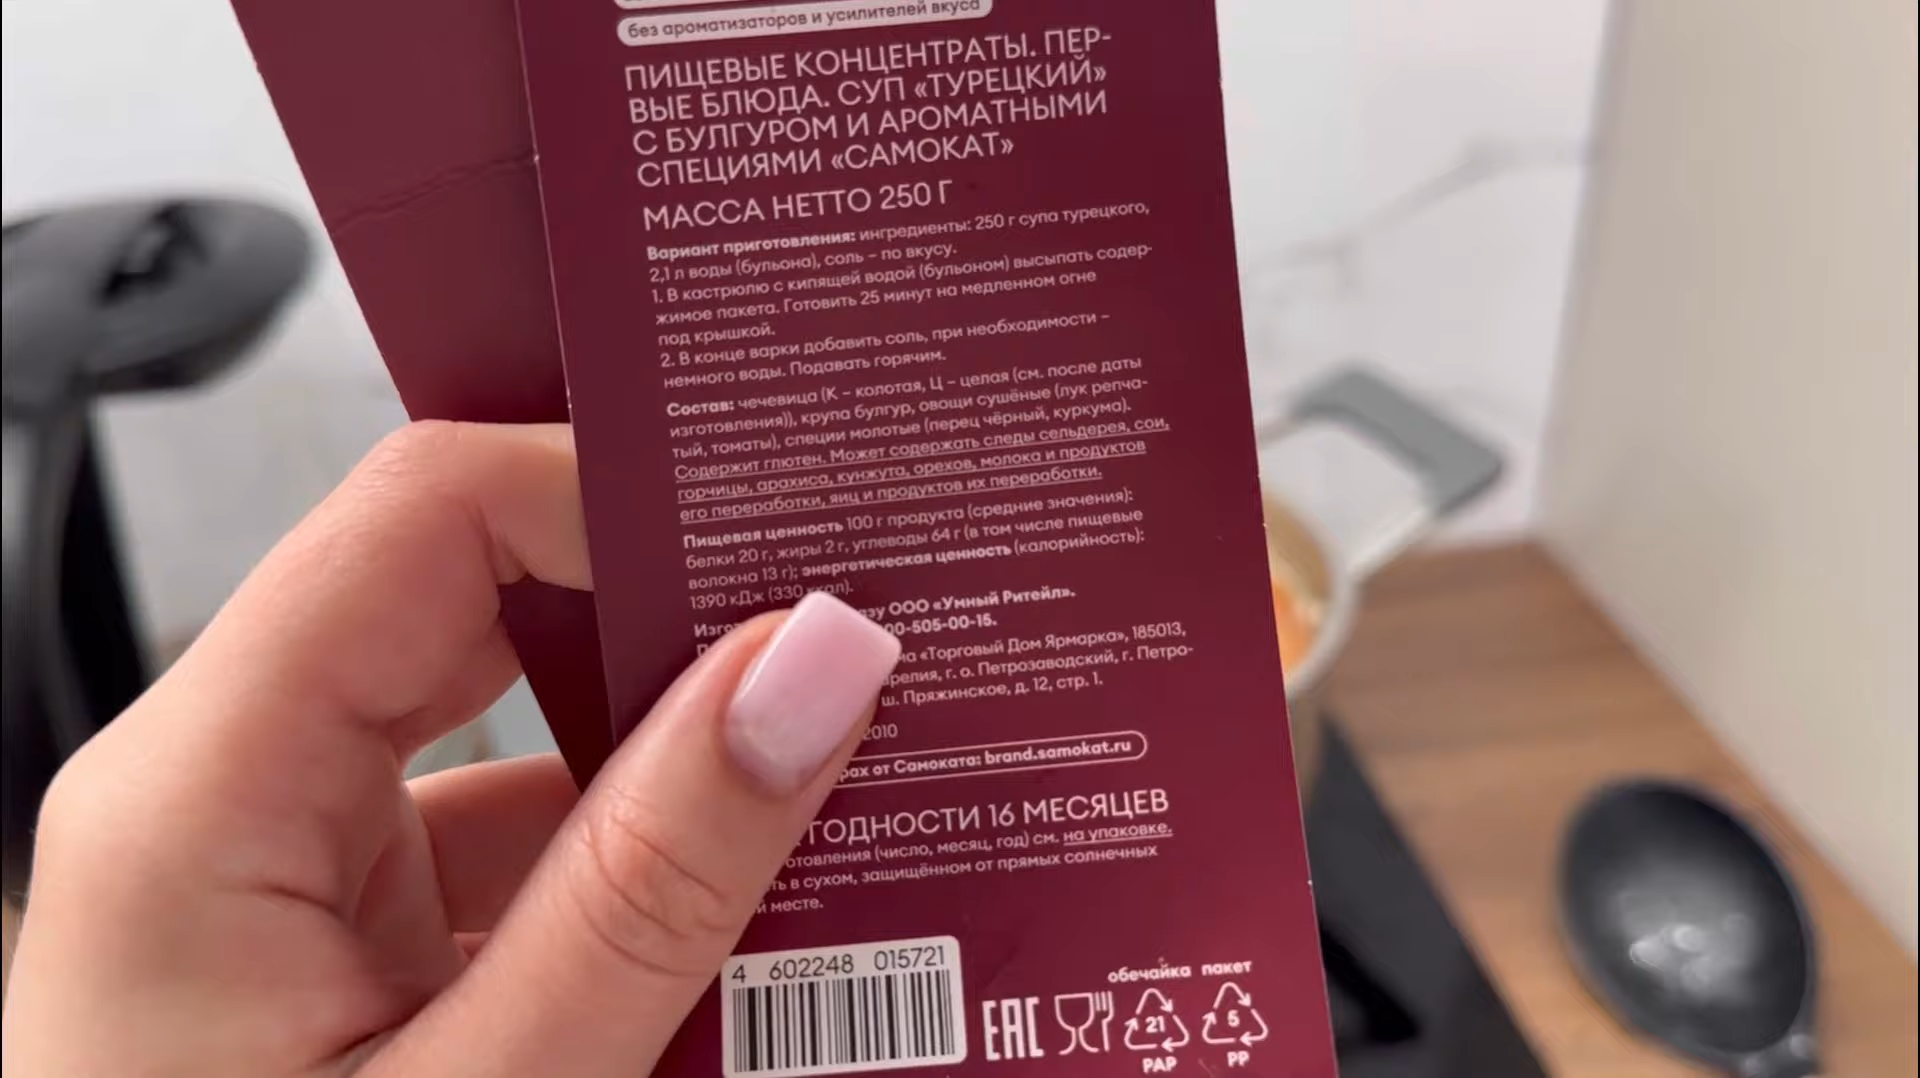 без ароматизаторов и усилителей вкуса
ПИЩЕВЫЕ КОНЦЕНТРАТЫ. ПЕР-
ВЫЕ БЛЮДА. СУП «ТУРЕЦКИЙ»
С БУЛГУРОМ И АРОМАТНЫМИ
СПЕЦИЯМИ «САМОКАТ»
МАССА НЕТТО 250 Г
Вариант приготовления: ингредиенты: 250 г супа турецкого,
2,1 л воды (бульона), соль – по вкусу.
1. В кастрюлю с кипящей водой (бульоном) высыпать содер-
жимое пакета. Готовить 25 минут на медленном огне
под крышкой.
2. В конце варки добавить соль, при необходимости –
немного воды. Подавать горячим.
Состав: чечевица (К – колотая, Ц – целая (см. после даты
изготовления)), крупа булгур, овощи сушёные (лук репча-
тый, томаты), специи молотые (перец чёрный, куркума).
Содержит глютен. Может содержать следы сельдерея, сои,
горчицы, арахиса, кунжута, орехов, молока и продуктов
его переработки, яиц и продуктов их переработки.
Пищевая ценность 100 г продукта (средние значения):
белки 20 г, жиры 2 г, углеводы 64 г (в том числе пищевые
волокна 13 г); энергетическая ценность (калорийность):
1390 кДж (330 ккал).
ООО «Умный Ритейл».
00-505-00-15.
«Торговый Дом Ярмарка», 185013,
г. о. Петрозаводский, г. Петро-
ш. Пряжинское, д. 12, стр. 1.
2010
от Самоката: brand.samokat.ru
ГОДНОСТИ 16 МЕСЯЦЕВ
(число, месяц, год) см. на упаковке.
в сухом, защищённом от прямых солнечных
месте.
4 602248 015721
обечайка пакет
EAC
21 5
PAP PP